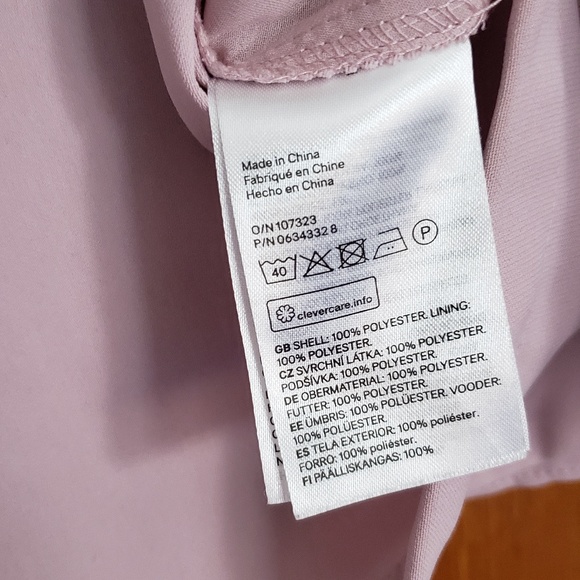 Made in China
Fabriqué en Chine
Hecho en China
O/N 107323
P/N 0634332 8
40
P
clevercare.info
GB SHELL: 100% POLYESTER. LINING:
100% POLYESTER.
CZ SVRCHNÍ LÁTKA: 100% POLYESTER.
PODŠÍVKA: 100% POLYESTER.
DE OBERMATERIAL: 100% POLYESTER.
FUTTER: 100% POLYESTER.
EE ÜMBRIS: 100% POLÜESTER. VOODER:
100% POLÜESTER.
ES TELA EXTERIOR: 100% poliéster.
FORRO: 100% poliéster.
FI PÄÄLLISKANGAS: 100%